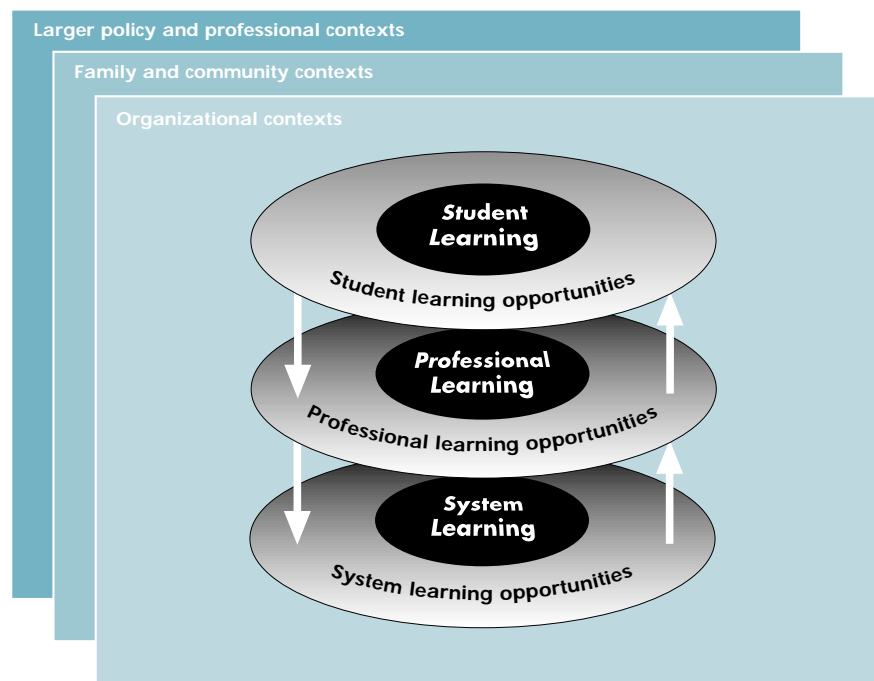 Larger policy and professional contexts
Family and community contexts
Organizational contexts
Student
Learning
Student learning opportunities
Professional
Learning
Professional learning opportunities
System
Learning
System learning opportunities